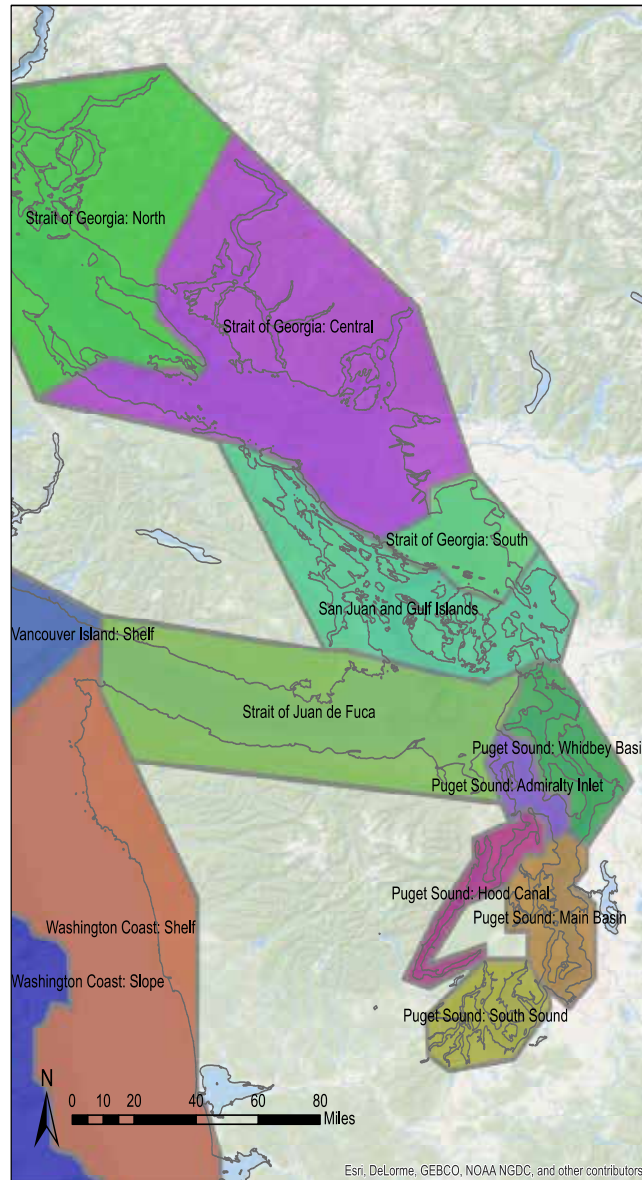 Strait of Georgia: North
Strait of Georgia: Central
Strait of Georgia: South
San Juan and Gulf Islands
Vancouver Island: Shelf
Strait of Juan de Fuca
Puget Sound: Whidbey Basi
Puget Sound: Admiralty Inlet
Puget Sound: Hood Canal
Puget Sound: Main Basin
Washington Coast: Shelf
Washington Coast: Slope
Puget Sound: South Sound
N
0 20 40 60 80
Miles
Esri, DeLorme, GEBCO, NOAA NGDC, and other contributors